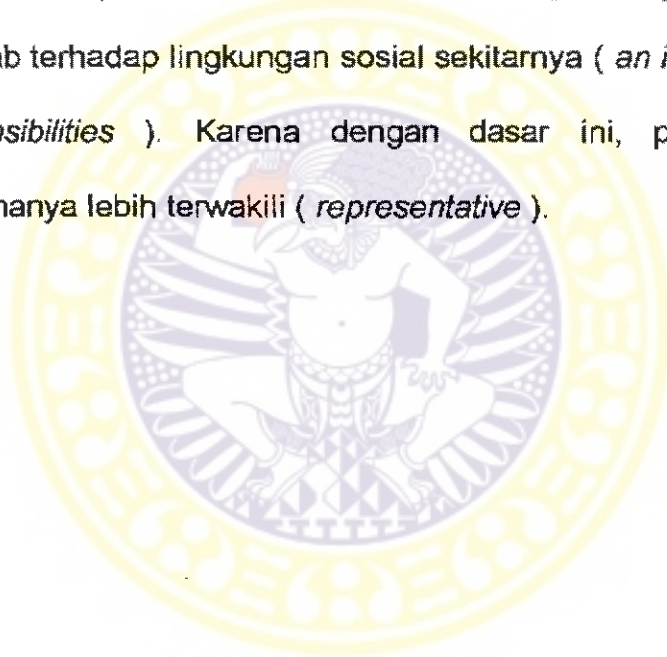 ab terhadap lingkungan sosial sekitarnya ( an i
nsibilities ). Karena dengan dasar ini, p
nanya lebih terwakili ( representative ).